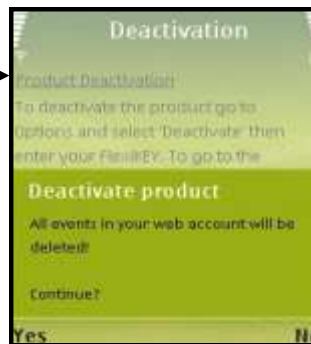 Deactivation
Product Deactivation
To deactivate the product go to
Options and select 'Deactivate' then
enter your FlexiKEY. To go to the
Deactivate product
All events in your web account will be
deleted!
Continue?
Yes